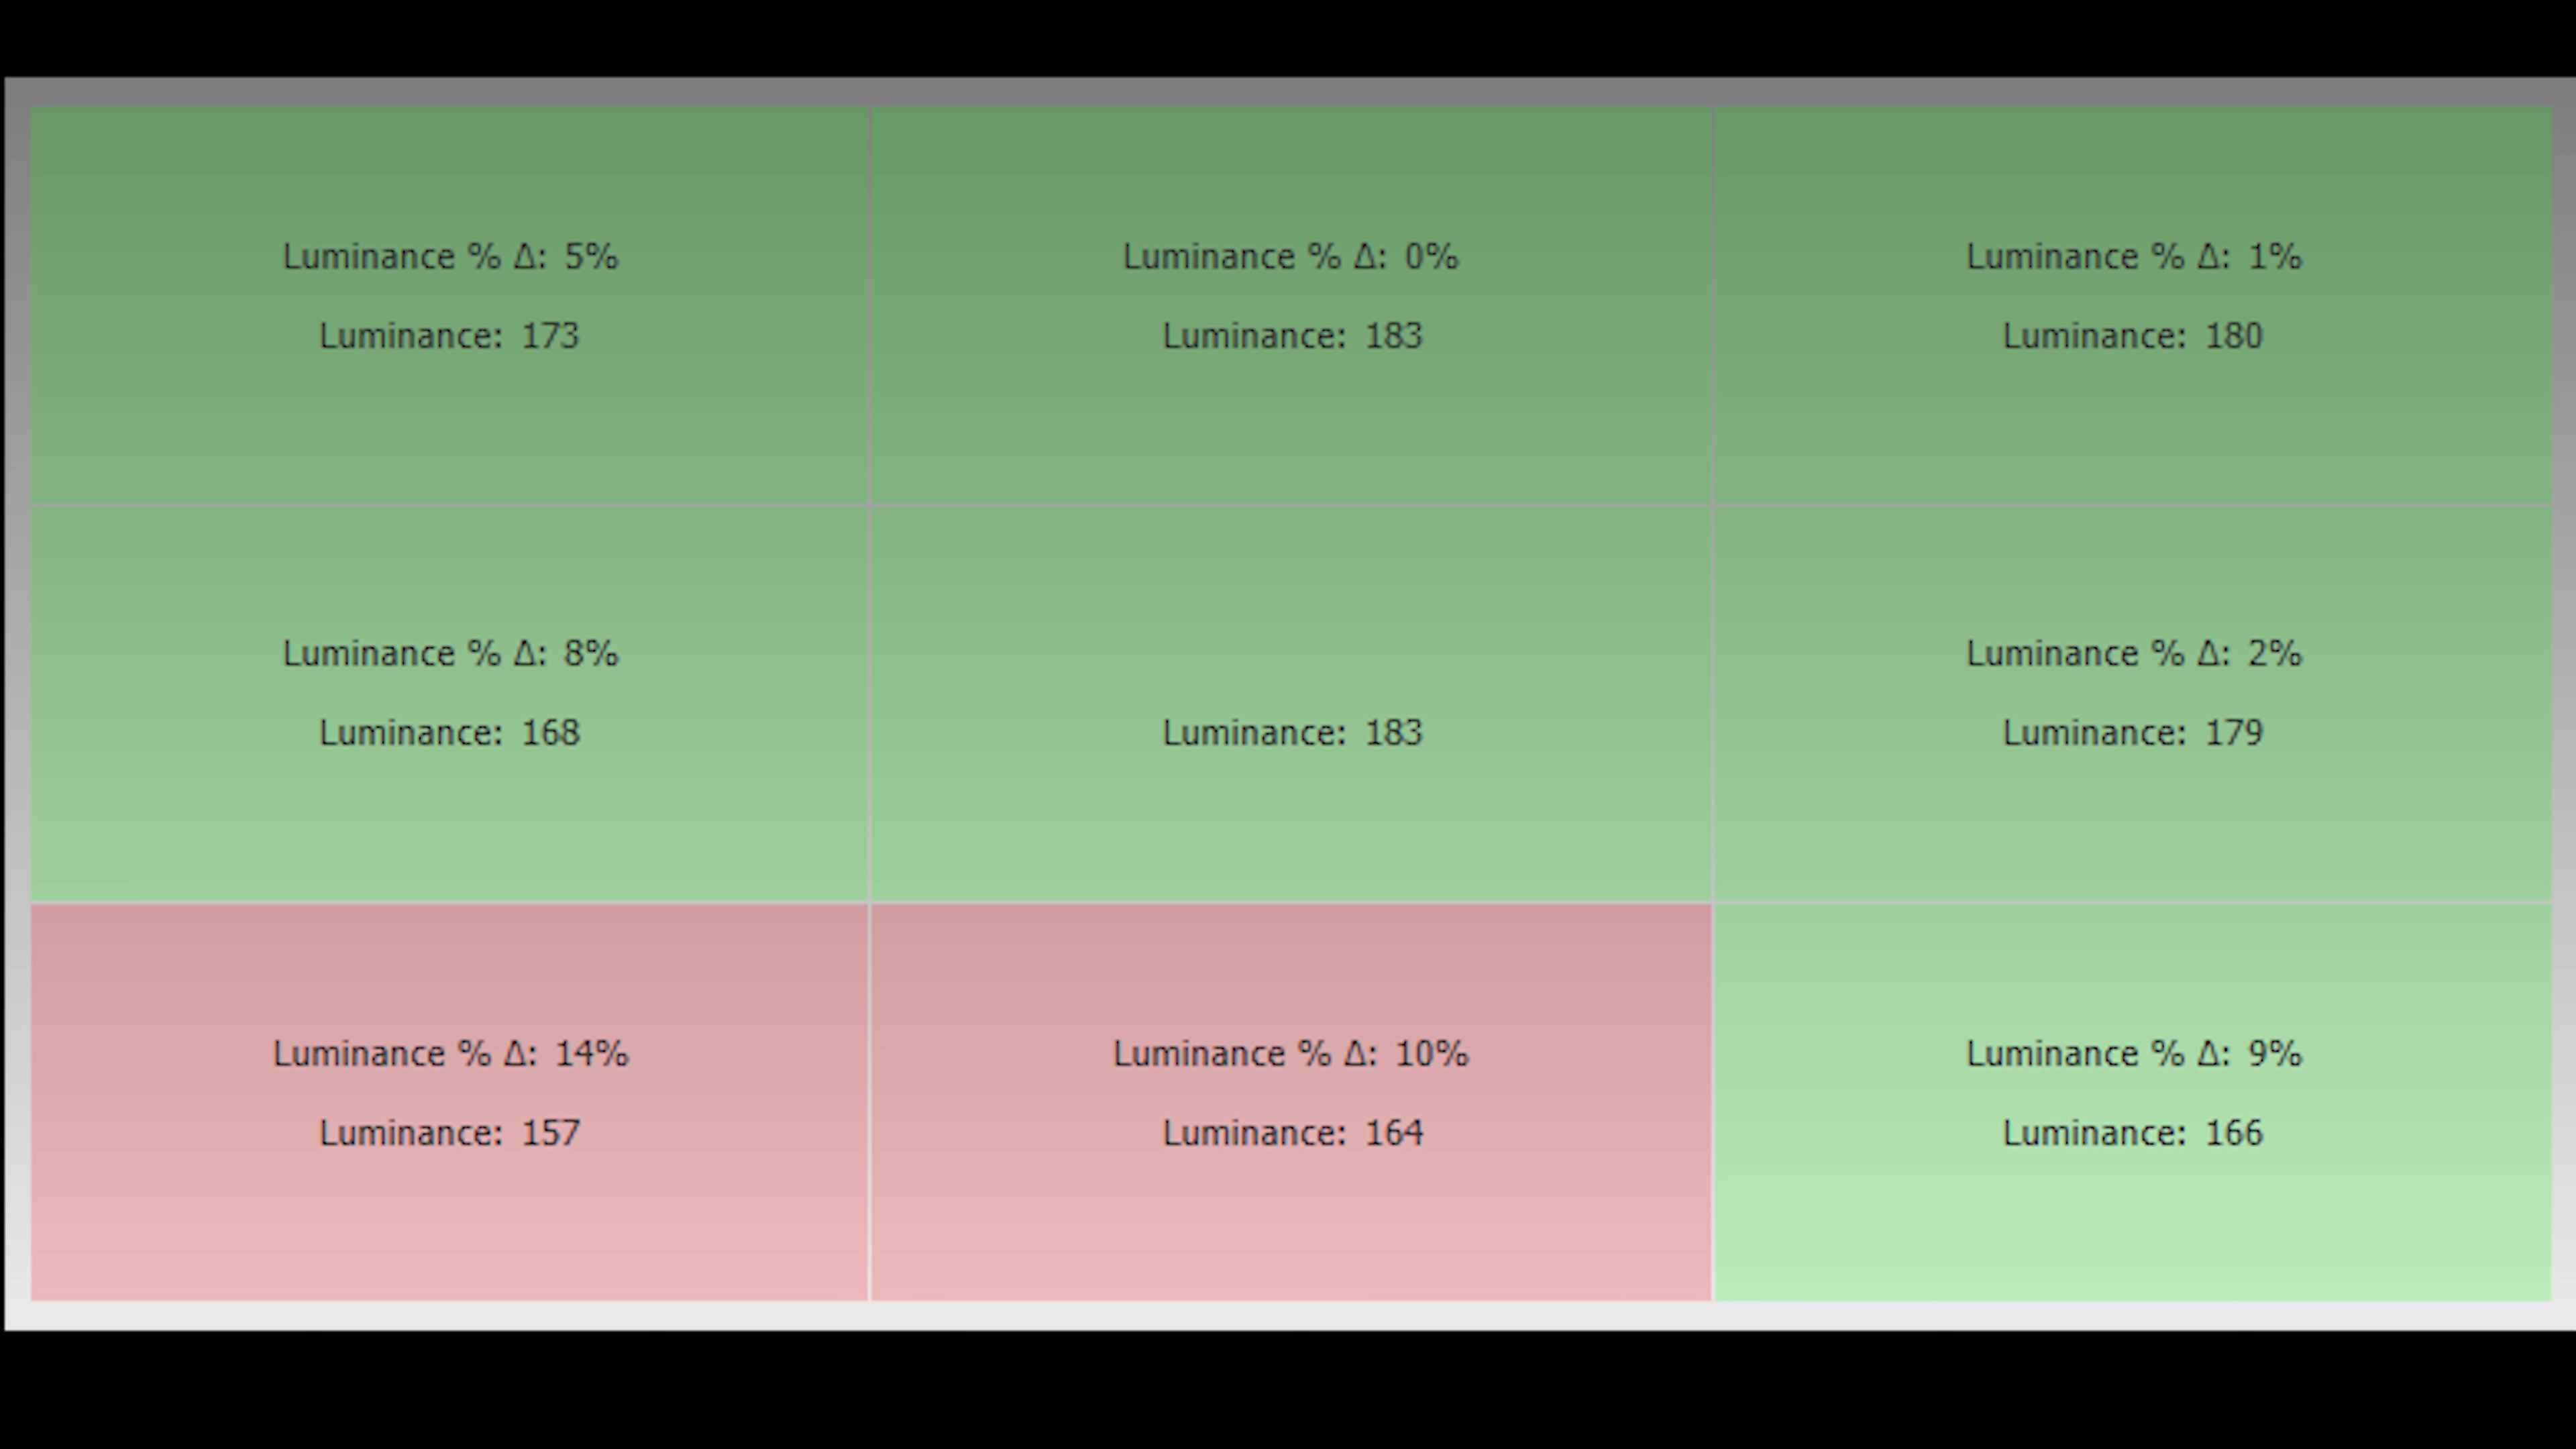 Luminance % Δ: 5%
Luminance: 173
Luminance % Δ: 0%
Luminance: 183
Luminance % Δ: 1%
Luminance: 180
Luminance % Δ: 8%
Luminance: 168
Luminance: 183
Luminance % Δ: 2%
Luminance: 179
Luminance % Δ: 14%
Luminance: 157
Luminance % Δ: 10%
Luminance: 164
Luminance % Δ: 9%
Luminance: 166